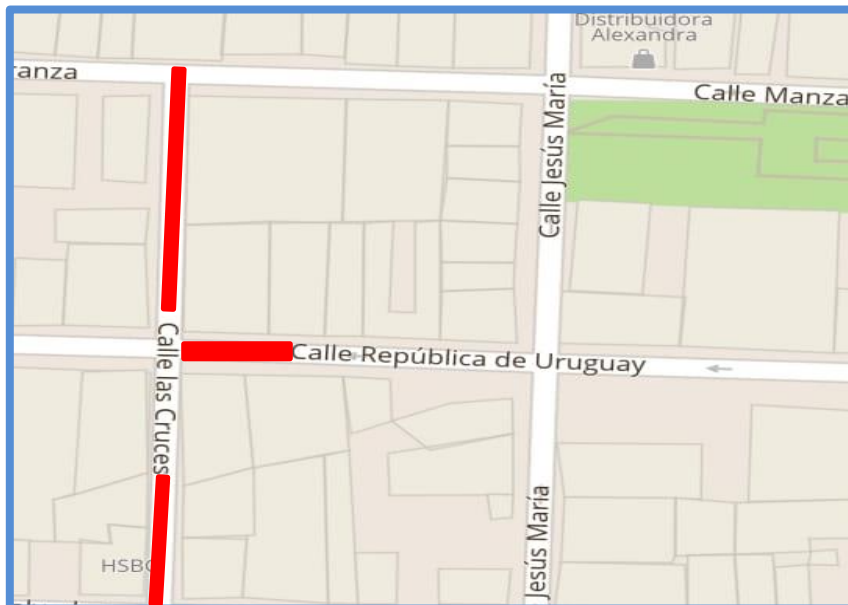 Distribuidora
Alexandra
ranza
Calle Manza
Calle Jesús María
Calle las Cruces
Calle República de Uruguay
Jesús María
HSBC